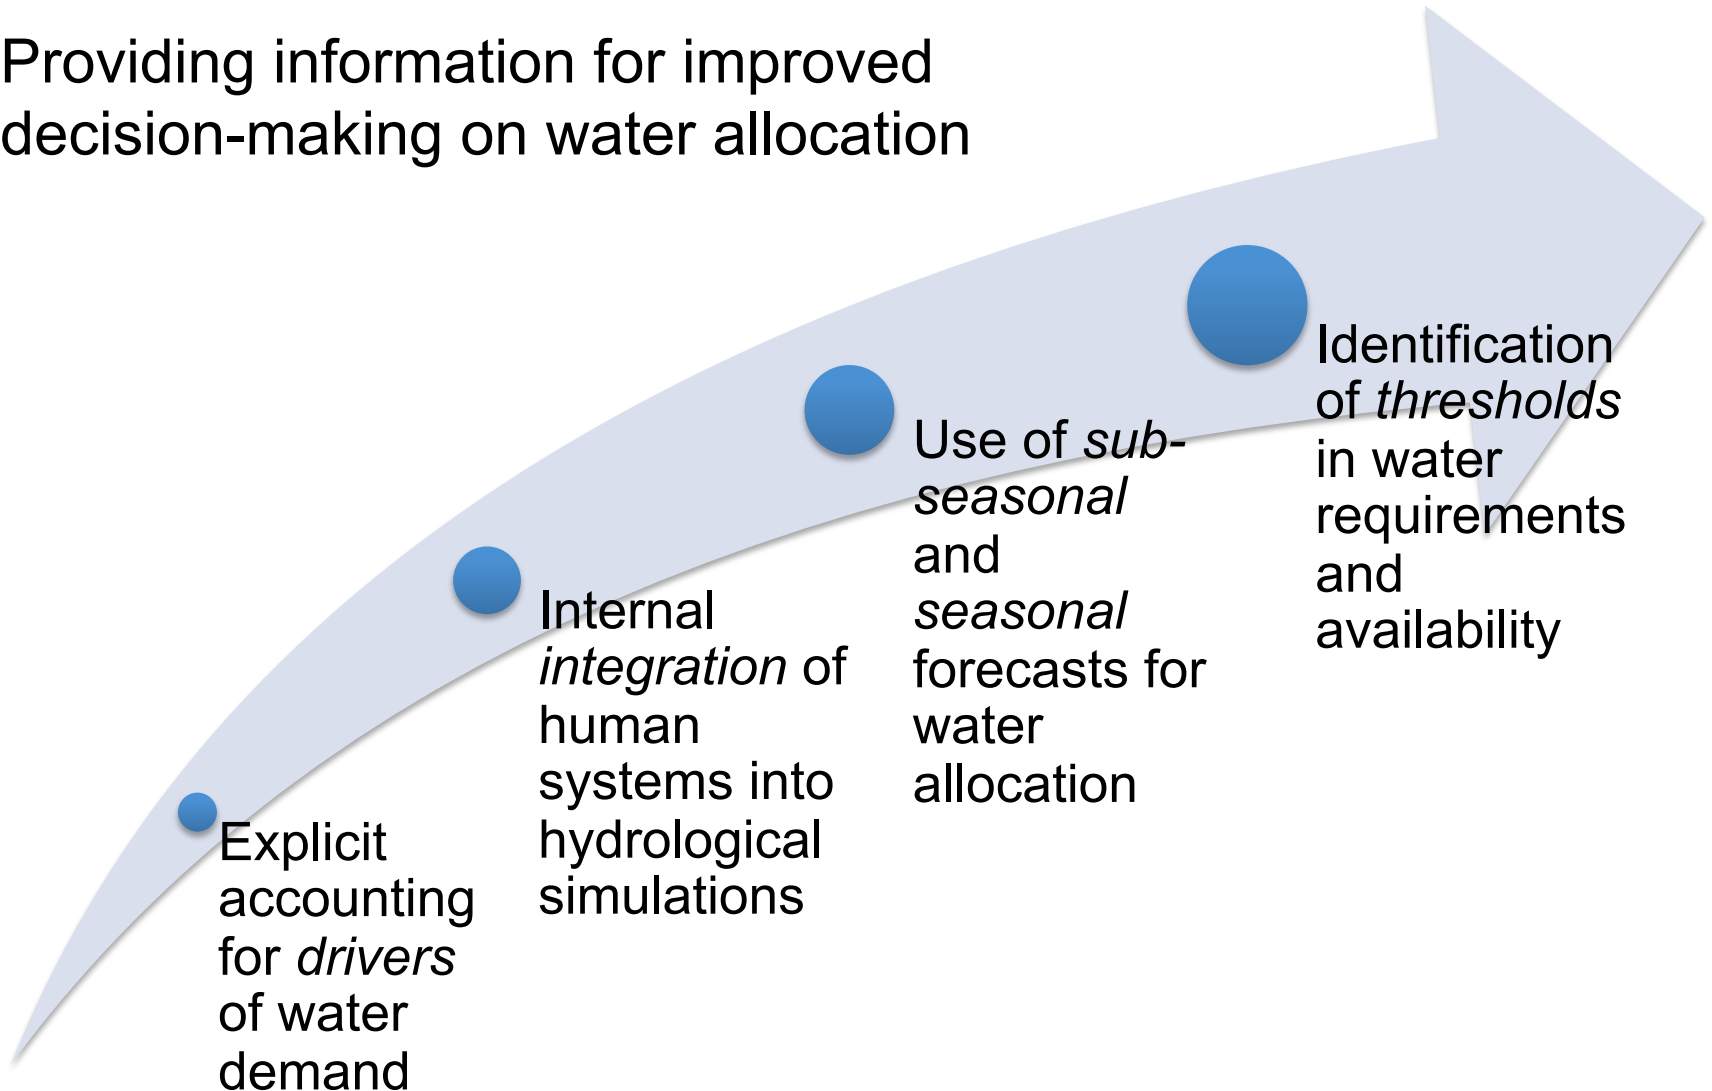 Providing information for improved
decision-making on water allocation
Explicit
accounting
for drivers
of water
demand
Internal
integration of
human
systems into
hydrological
simulations
Use of sub-
seasonal
and
seasonal
forecasts for
water
allocation
Identification
of thresholds
in water
requirements
and
availability